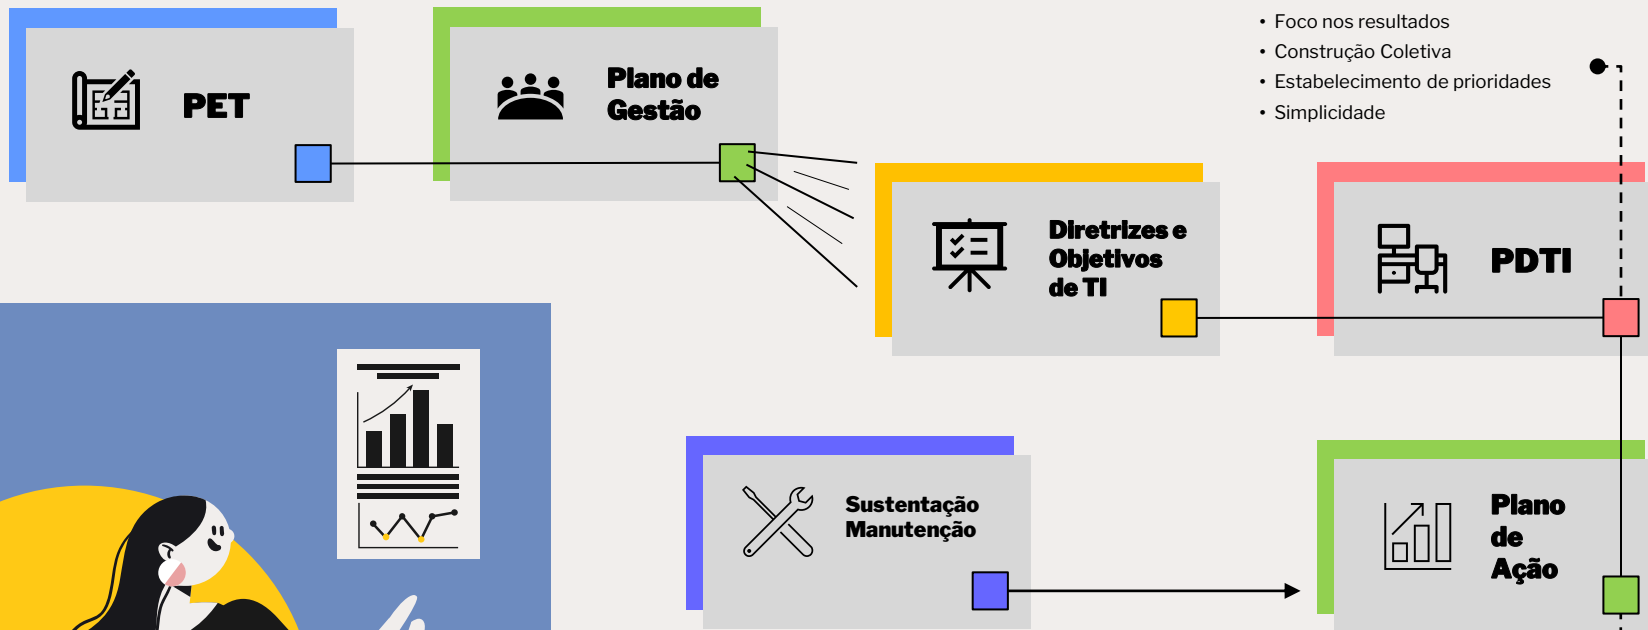 PET
Plano de
Gestão
• Foco nos resultados
• Construção Coletiva
• Estabelecimento de prioridades
• Simplicidade
Diretrizes e
Objetivos
de TI
PDTI
Sustentação
Manutenção
Plano
de
Ação